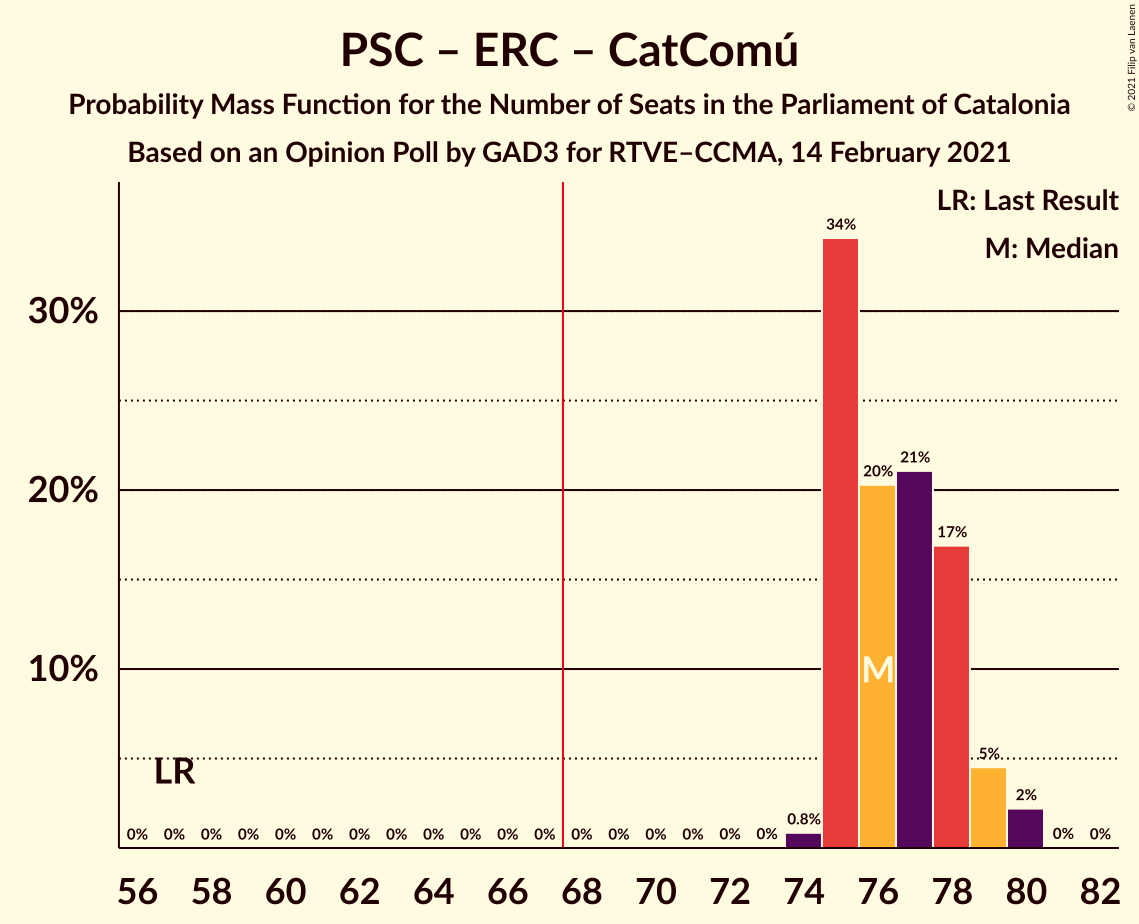 PSC – ERC – CatComú
Probability Mass Function for the Number of Seats in the Parliament of Catalonia
Based on an Opinion Poll by GAD3 for RTVE–CCMA, 14 February 2021
© 2021 Filip van Laenen
LR: Last Result
M: Median
34%
30%
20%
21%
20%
17%
10%
M
5%
LR
2%
0.8%
0% 0% 0% 0% 0% 0% 0% 0% 0% 0% 0% 0% 0% 0% 0% 0% 0% 0% 0% 0%
56 58 60 62 64 66 68 70 72 74 76 78 80 82